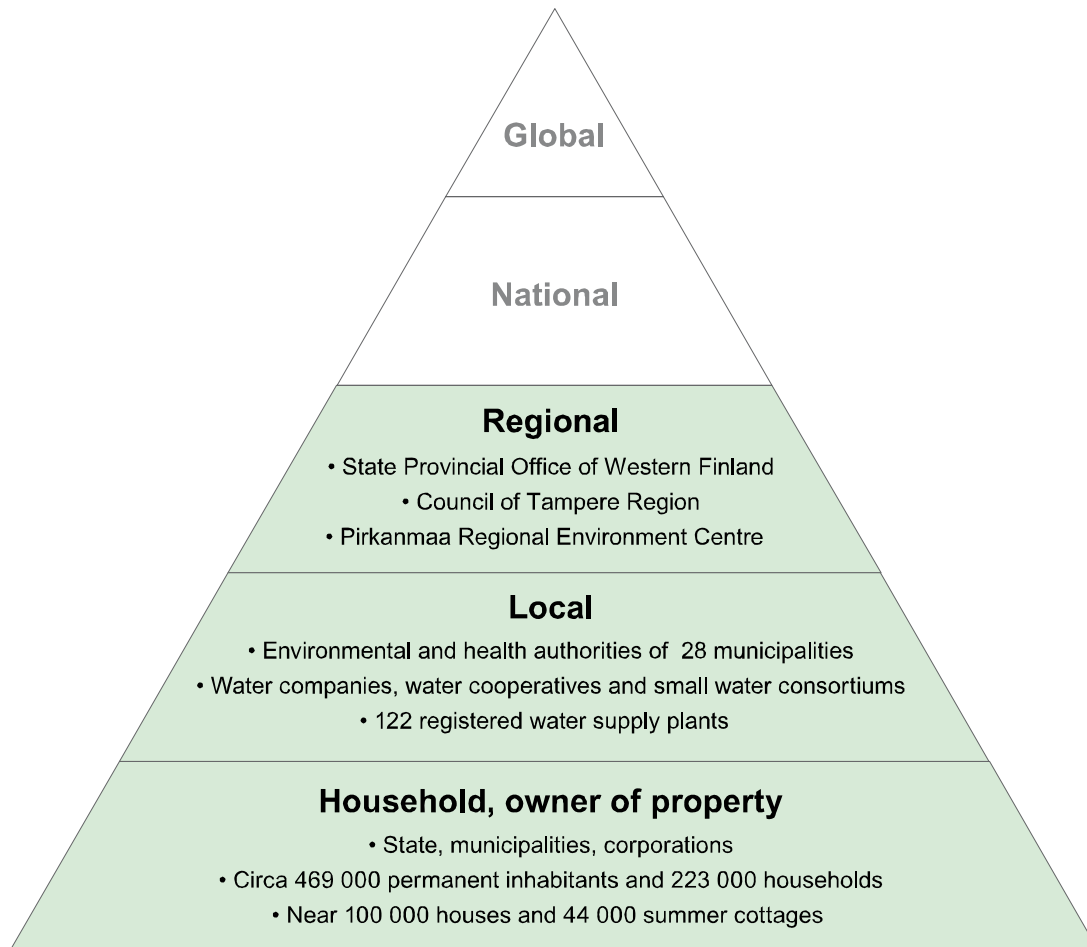 Global
National
Regional
• State Provincial Office of Western Finland
• Council of Tampere Region
• Pirkanmaa Regional Environment Centre
Local
• Environmental and health authorities of  28 municipalities
• Water companies, water cooperatives and small water consortiums
• 122 registered water supply plants
Household, owner of property
• State, municipalities, corporations
• Circa 469 000 permanent inhabitants and 223 000 households
• Near 100 000 houses and 44 000 summer cottages